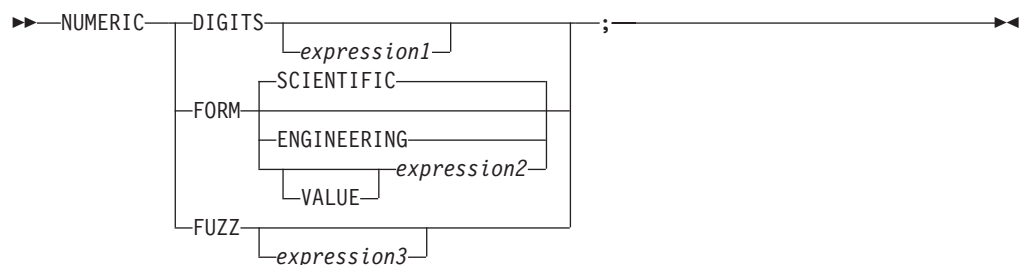 NUMERIC DIGITS ;
expression1
SCIENTIFIC
FORM
ENGINEERING
expression2
VALUE
FUZZ
expression3